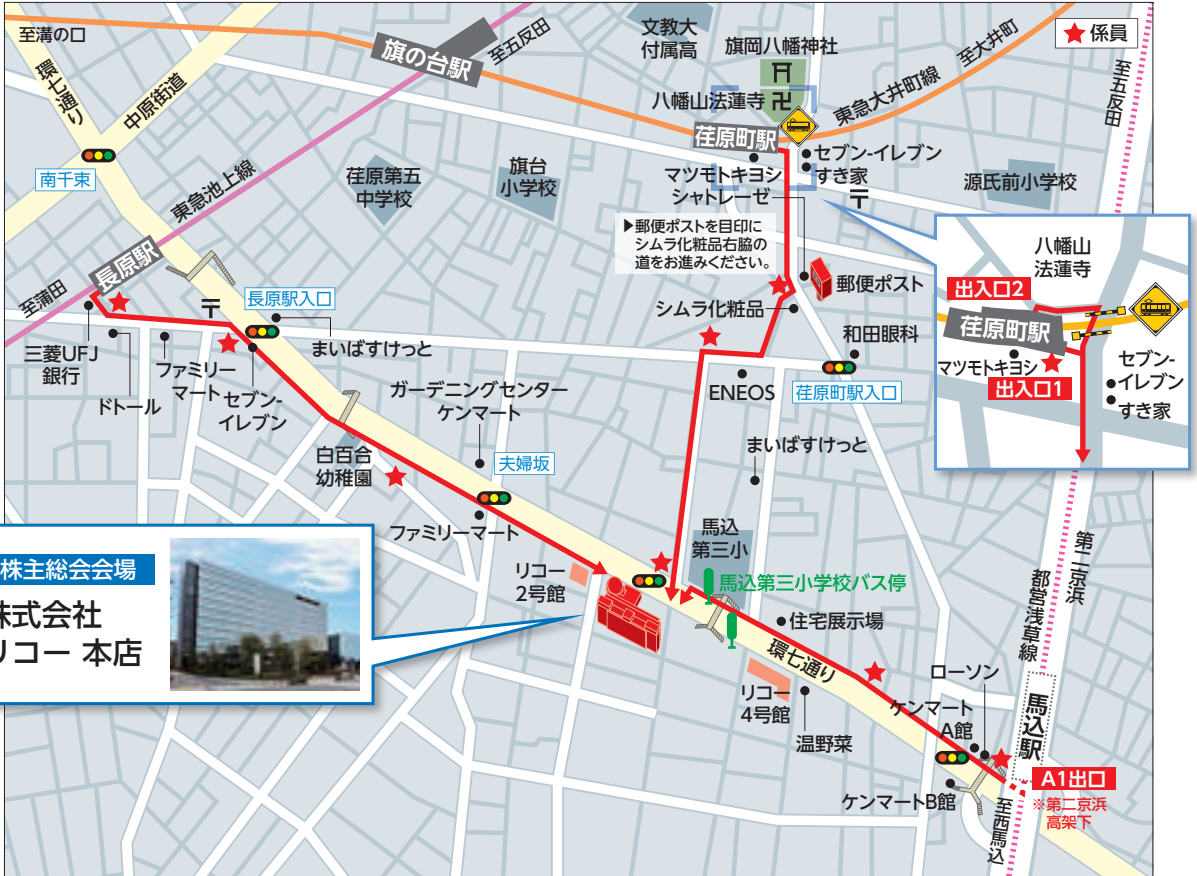 至溝の口
環七通り
中原街道
旗の台駅
至五反田
文教大
付属高
旗岡八幡神社
八幡山法蓮寺
至大井町
東急大井町線
係員
至五反田
南千束
東急池上線
荏原第五
中学校
旗台
小学校
荏原町駅
セブン-イレブン
すき家
マツモトキヨシ
シャトレーゼ
源氏前小学校
▶郵便ポストを目印に
シムラ化粧品右脇の
道をお進みください。
郵便ポスト
シムラ化粧品
和田眼科
荏原町駅入口
ENEOS
まいばすけっと
八幡山
法蓮寺
出入口2
荏原町駅
マツモトキヨシ
出入口1
セブン-
イレブン
すき家
長原駅
至蒲田
長原駅入口
まいばすけっと
三菱UFJ
銀行
ドトール
ファミリー
マート
セブン-
イレブン
ガーデニングセンター
ケンマート
白百合
幼稚園
夫婦坂
ファミリーマート
株主総会会場
株式会社
リコー 本店
リコー
2号館
馬込
第三小
馬込第三小学校バス停
住宅展示場
環七通り
リコー
4号館
温野菜
ローソン
ケンマート
A館
ケンマートB館
第二京浜
都営浅草線
馬込駅
A1出口
※第二京浜
高架下
至西馬込